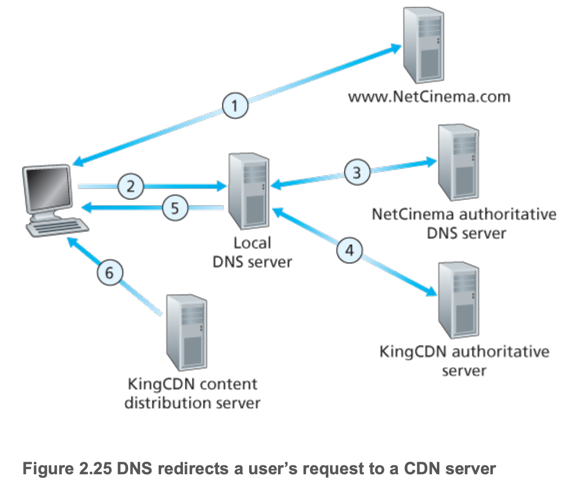 1
www.NetCinema.com
2
3
5
NetCinema authoritative
DNS server
Local
DNS server
4
6
KingCDN authoritative
server
KingCDN content
distribution server
Figure 2.25 DNS redirects a user’s request to a CDN server